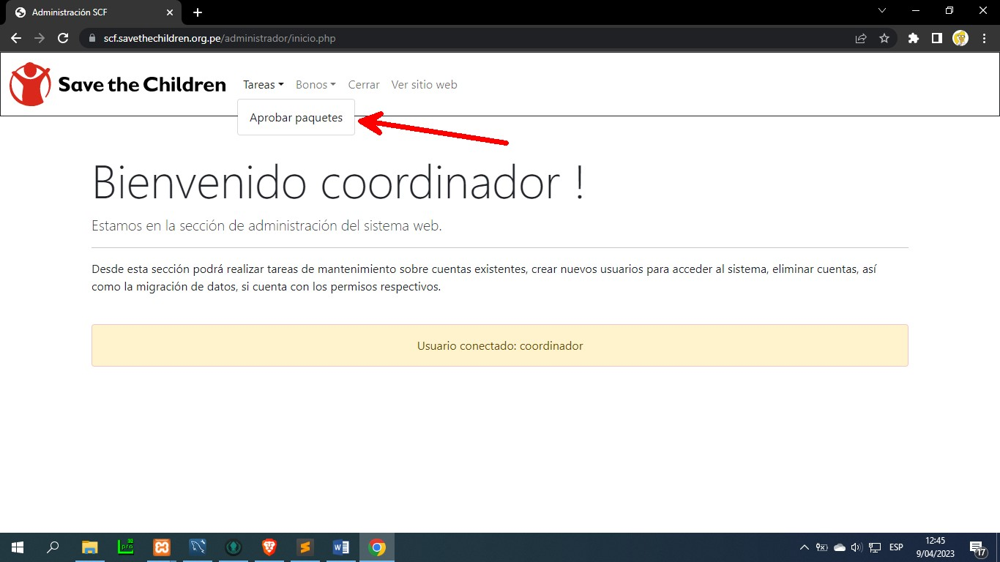 Administración SCF
scf.savethechildren.org.pe/administrador/inicio.php
Save the Children
Tareas Bonos Cerrar Ver sitio web
Aprobar paquetes
Bienvenido coordinador !
Estamos en la sección de administración del sistema web.
Desde esta sección podrá realizar tareas de mantenimiento sobre cuentas existentes, crear nuevos usuarios para acceder al sistema, eliminar cuentas, así
como la migración de datos, si cuenta con los permisos respectivos.
Usuario conectado: coordinador
32
pro
W
ESP
12:45
9/04/2023
17